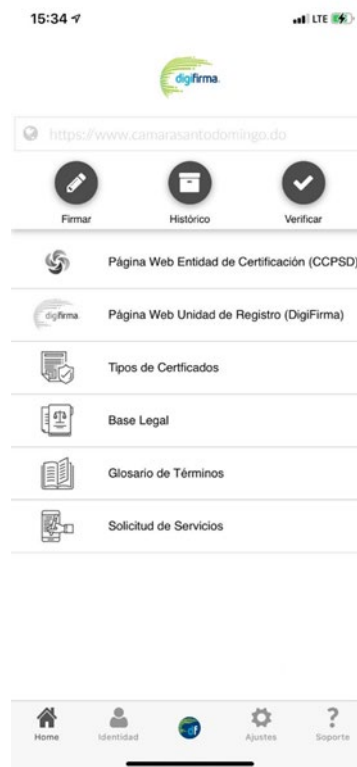 15:34
LTE
digifirma.
https://www.camarasantodomingo.do
Firmar
Histórico
Verificar
Página Web Entidad de Certificación (CCPSD)
digifirma
Página Web Unidad de Registro (DigiFirma)
Tipos de Certficados
Base Legal
Glosario de Términos
Solicitud de Servicios
df
Home
Identidad
Ajustes
Soporte